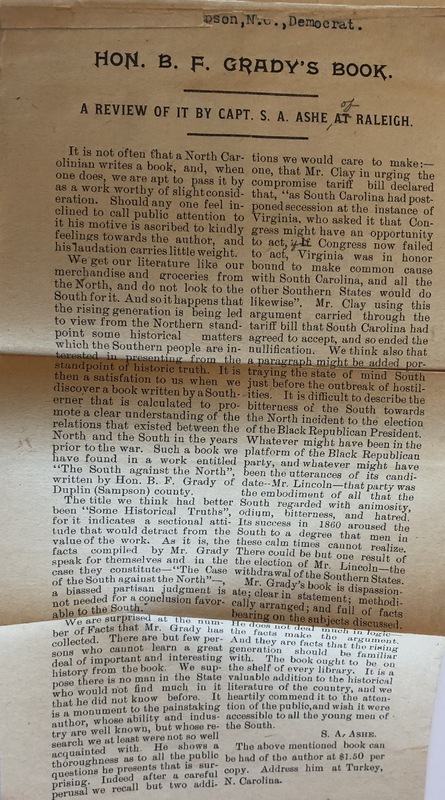 pson, N.C., Democrat.
HON. B. F. GRADY'S BOOK.
A REVIEW OF IT BY CAPT. S. A. ASHE, AT of RALEIGH.
It is not often that a North Car-
olinian writes a book, and, when
one does, we are apt to pass it by
as a work worthy of slight consid-
eration. Should any one feel in-
clined to call public attention to
it his motive is ascribed to kindly
feelings towards the author, and
his laudation carries little weight.
We get our literature like our
merchandise and groceries from
the North, and do not look to the
South for it. And so it happens that
the rising generation is being led
to view from the Northern stand-
point some historical matters
which the Southern people are in-
terested in presenting from the
standpoint of historic truth. It is
then a satisfaction to us when we
discover a book written by a South-
erner that is calculated to pro-
mote a clear understanding of the
relations that existed between the
North and the South in the years
prior to the war. Such a book we
have found in a work entitled
"The South against the North",
written by Hon. B. F. Grady of
Duplin (Sampson) county.
The title we think had better
been "Some Historical Truths",
for it indicates a sectional atti-
tude that would detract from the
value of the work. As it is, the
facts compiled by Mr. Grady
speak for themselves and in the
case they constitute—"The Case
of the South against the North"—,
a biassed partisan judgment is
not needed for a conclusion favor-
able to the South.
We are surprised at the num-
ber of Facts that Mr. Grady has
collected. There are but few per-
sons who cannot learn a great
deal of important and interesting
history from the book. We sup-
pose there is no man in the State
who would not find much in it
that he did not know before. It
is a monument to the painstaking
author, whose ability and indus-
try are well known, but whose re-
search we at least were not so well
acquainted with. He shows a
thoroughness as to all the public
questions he presents that is sur-
prising. Indeed after a careful
perusal we recall but two addi-
tions we would care to make:—
one, that Mr. Clay in urging the
compromise tariff bill declared
that, "as South Carolina had post-
poned secession at the instance of
Virginia, who asked it that Con-
gress might have an opportunity
to act, if Congress now failed
to act, Virginia was in honor
bound to make common cause
with South Carolina, and all the
other Southern States would do
likewise". Mr. Clay using this
argument carried through the
tariff bill that South Carolina had
agreed to accept, and so ended the
nullification. We think also that
a paragraph might be added por-
traying the state of mind South
just before the outbreak of hostil-
ities. It is difficult to describe the
bitterness of the South towards
the North incident to the election
of the Black Republican President.
Whatever might have been in the
platform of the Black Republican
party, and whatever might have
been the utterances of its candi-
date--Mr. Lincoln—that party was
the embodiment of all that the
South regarded with animosity,
odium, bitterness, and hatred.
Its success in 1860 aroused the
South to a degree that men in
these calm times cannot realize.
There could be but one result of
the election of Mr. Lincoln—the
withdrawal of the Southern States.
Mr. Grady's book is dispassion-
ate; clear in statement; methodi-
cally arranged; and full of facts
bearing on the subjects discussed.
He does not deal much in logic—
the facts make the argument.
And they are facts that the rising
generation should be familiar
with. The book ought to be on
the shelf of every library. It is a
valuable addition to the historical
literature of the country, and we
heartily commend it to the atten-
tion of the public, and wish it were
accessible to all the young men of
the South.
S. A. ASHE.
The above mentioned book can
be had of the author at $1.50 per
copy. Address him at Turkey,
N. Carolina.